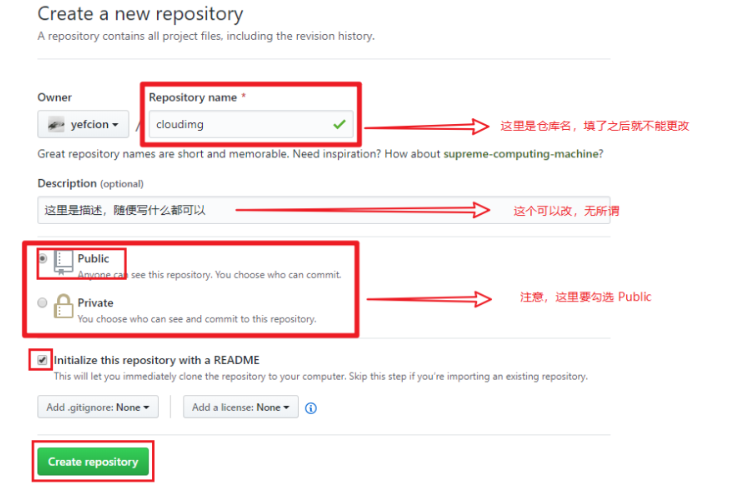 Create a new repository
A repository contains all project files, including the revision history.
Owner
Repository name *
yefcion
/
cloudimg
这里是仓库名，填了之后就不能更改
Great repository names are short and memorable. Need inspiration? How about supreme-computing-machine?
Description (optional)
这里是描述，随便写什么都可以
这个可以改，无所谓
Public
Anyone can see this repository. You choose who can commit.
Private
You choose who can see and commit to this repository.
注意，这里要勾选 Public
Initialize this repository with a README
This will let you immediately clone the repository to your computer. Skip this step if you're importing an existing repository.
Add .gitignore: None
Add a license: None
Create repository